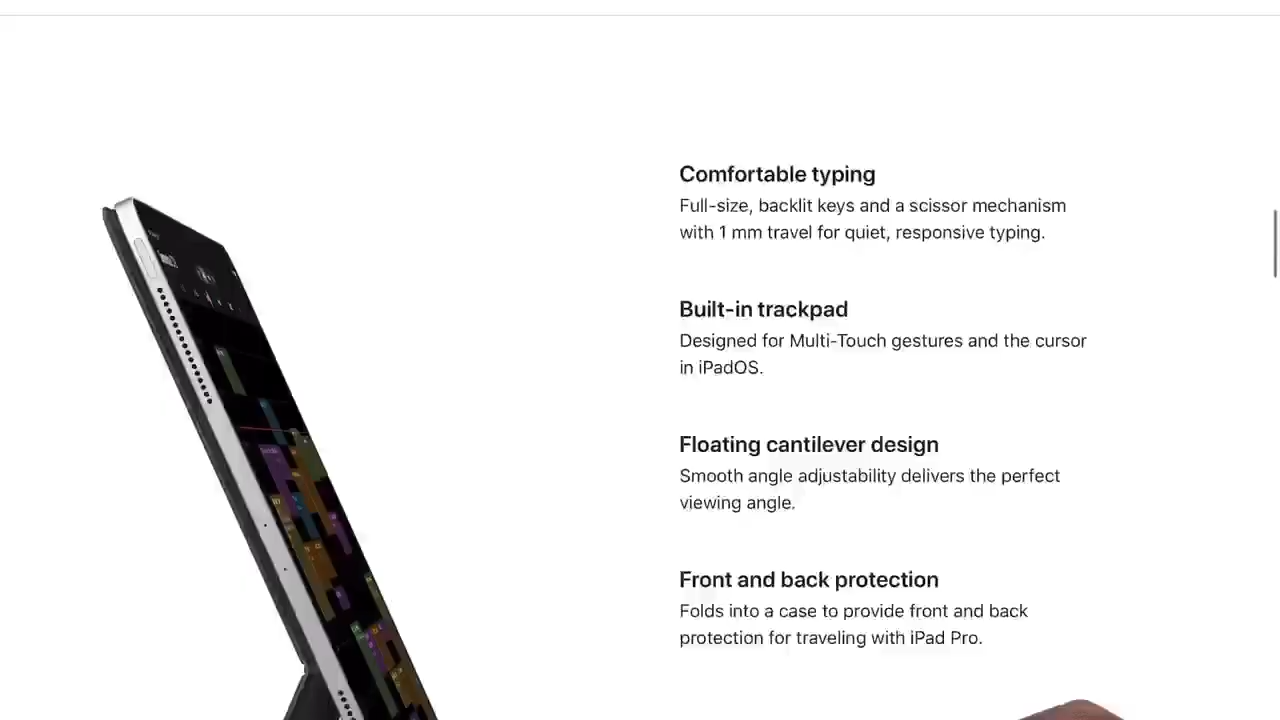 Comfortable typing
Full-size, backlit keys and a scissor mechanism
with 1 mm travel for quiet, responsive typing.
Built-in trackpad
Designed for Multi-Touch gestures and the cursor
in iPadOS.
Floating cantilever design
Smooth angle adjustability delivers the perfect
viewing angle.
Front and back protection
Folds into a case to provide front and back
protection for traveling with iPad Pro.